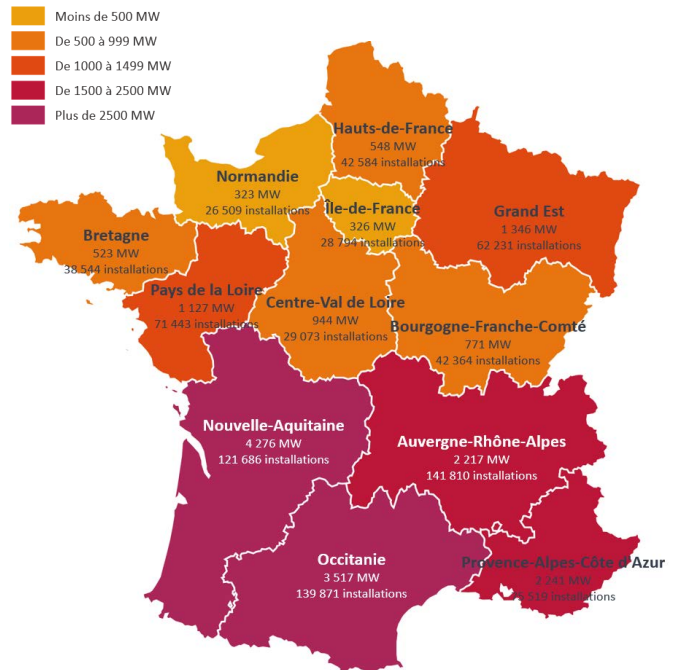 Moins de 500 MW
De 500 à 999 MW
De 1000 à 1499 MW
De 1500 à 2500 MW
Plus de 2500 MW
Hauts-de-France
548 MW
42 584 installations
Normandie
323 MW
26 509 installations
Île-de-France
326 MW
28 794 installations
Grand Est
1 346 MW
62 231 installations
Bretagne
523 MW
38 544 installations
Pays de la Loire
1 127 MW
71 443 installations
Centre-Val de Loire
944 MW
29 073 installations
Bourgogne-Franche-Comté
771 MW
42 364 installations
Nouvelle-Aquitaine
4 276 MW
121 686 installations
Auvergne-Rhône-Alpes
2 217 MW
141 810 installations
Occitanie
3 517 MW
139 871 installations
Provence-Alpes-Côte d'Azur
2 241 MW
519 installations